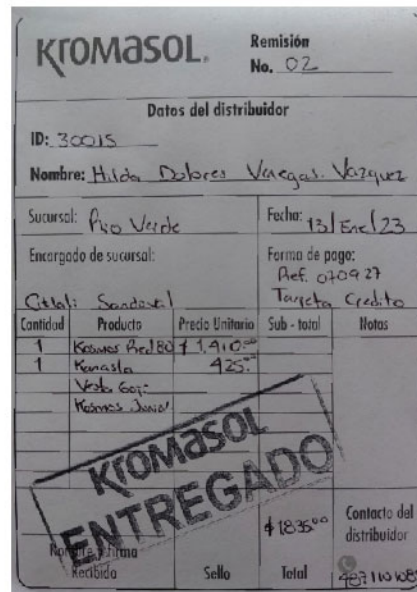 KROMASOL.
Remisión
No. 02
Datos del distribuidor
ID: 30015
Nombre: Hilda Dolores Venegas Vazquez
Sucursal: Rio Verde
Fecha: 13/Ene/23
Encargado de sucursal:
Citlali Sandoval
Forma de pago:
Ref. 070927
Tarjeta Credito
Cantidad Producto Precio Unitario Sub - total Notas
1 Kosmos Red 80 $1,410.00
1 Kanasta 425.00
Kosmos Junior
KROMASOL
ENTREGADO
$1835.00
Contacto del
distribuidor
Recibido
Sello
Total